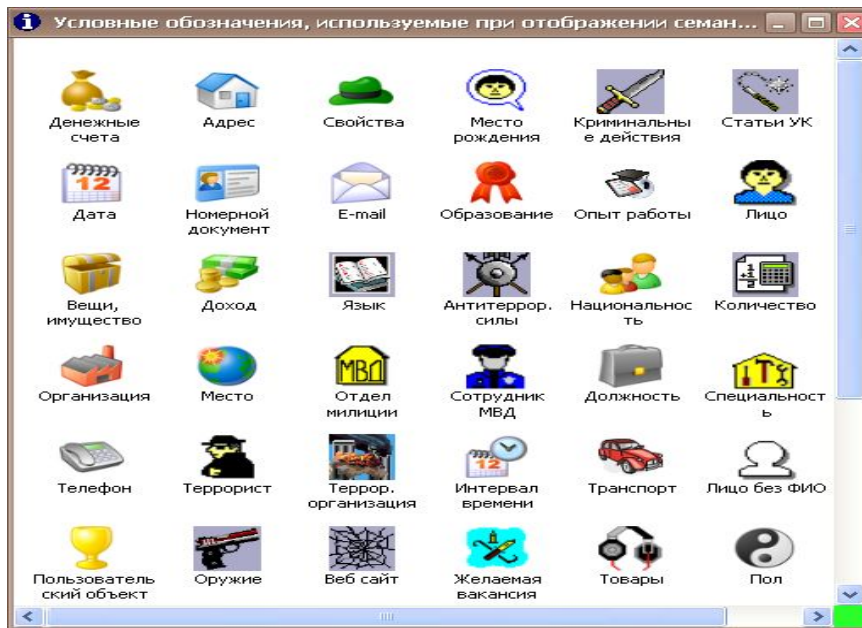 Условные обозначения, используемые при отображении семан...
Денежные счета
Адрес
Свойства
Место рождения
Криминальны
е действия
Статьи УК
12
Дата
Номерной документ
E-mail
Образование
Опыт работы
Лицо
Вещи, имущество
Доход
Язык
Антитеррор. силы
Национальнос
ть
Количество
Организация
Место
МВД
Отдел милиции
Сотрудник МВД
Должность
Специальност
ь
Телефон
Террорист
Террор. организация
12
Интервал времени
Транспорт
Лицо без ФИО
Пользователь
ский объект
Оружие
Веб сайт
Желаемая вакансия
Товары
Пол